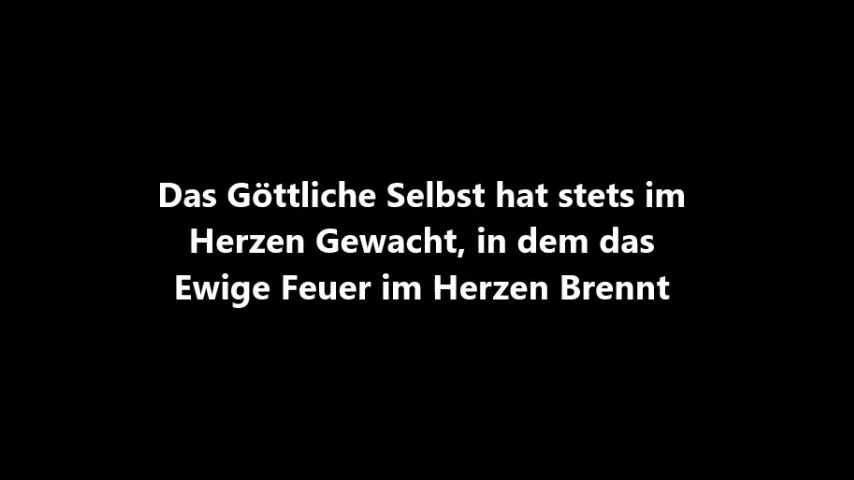 Das Göttliche Selbst hat stets im
Herzen Gewacht, in dem das
Ewige Feuer im Herzen Brennt